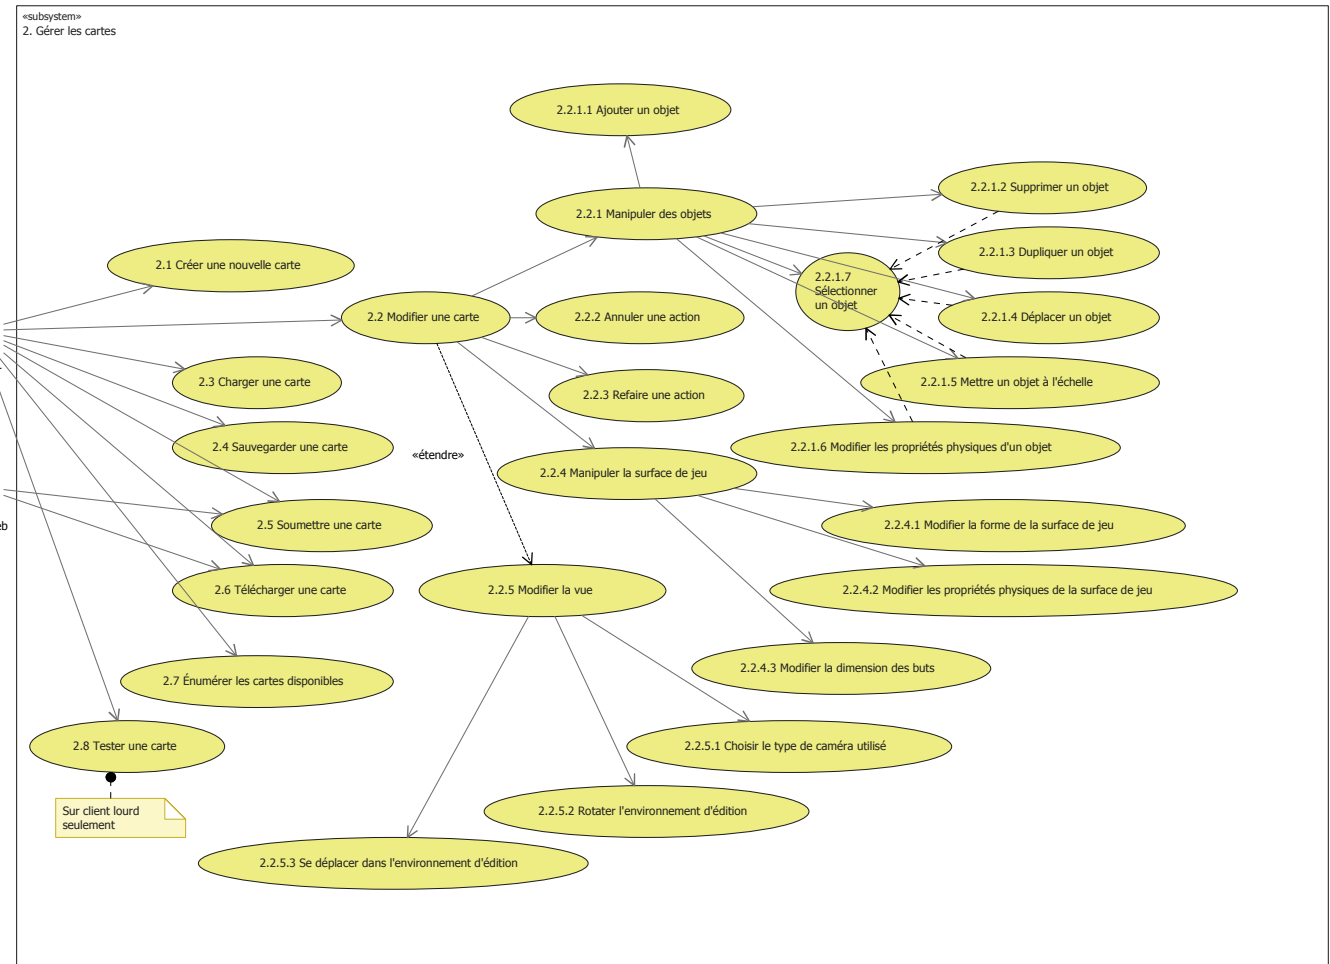 «subsystem»
2. Gérer les cartes
2.2.1.1 Ajouter un objet
2.2.1.2 Supprimer un objet
2.2.1 Manipuler des objets
2.2.1.3 Dupliquer un objet
2.1 Créer une nouvelle carte
2.2.1.7
Sélectionner
un objet
2.2 Modifier une carte
2.2.2 Annuler une action
2.2.1.4 Déplacer un objet
2.3 Charger une carte
2.2.3 Refaire une action
2.2.1.5 Mettre un objet à l'échelle
2.4 Sauvegarder une carte
«étendre»
2.2.1.6 Modifier les propriétés physiques d'un objet
2.2.4 Manipuler la surface de jeu
eb
2.5 Soumettre une carte
2.2.4.1 Modifier la forme de la surface de jeu
2.6 Télécharger une carte
2.2.5 Modifier la vue
2.2.4.2 Modifier les propriétés physiques de la surface de jeu
2.2.4.3 Modifier la dimension des buts
2.7 Énumérer les cartes disponibles
2.8 Tester une carte
2.2.5.1 Choisir le type de caméra utilisé
Sur client lourd
seulement
2.2.5.2 Rotater l'environnement d'édition
2.2.5.3 Se déplacer dans l'environnement d'édition